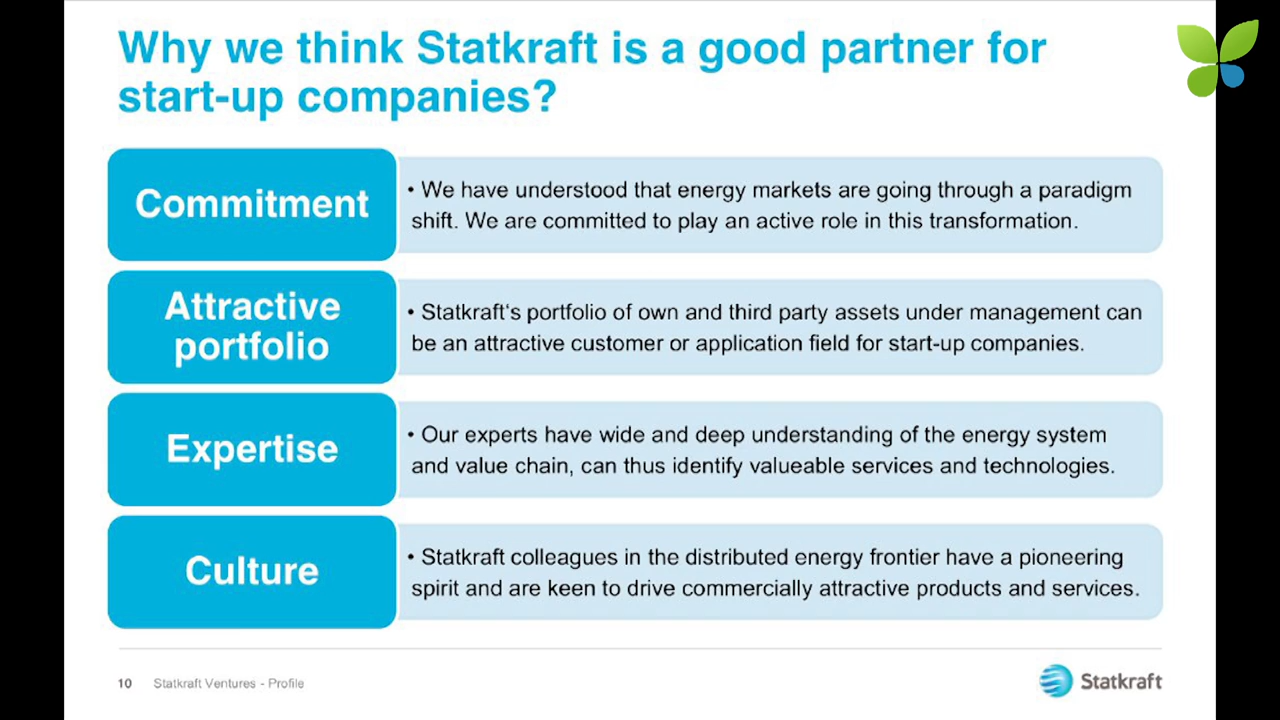 Why we think Statkraft is a good partner for
start-up companies?
Commitment
• We have understood that energy markets are going through a paradigm
shift. We are committed to play an active role in this transformation.
Attractive
portfolio
• Statkraft‘s portfolio of own and third party assets under management can
be an attractive customer or application field for start-up companies.
Expertise
• Our experts have wide and deep understanding of the energy system
and value chain, can thus identify valueable services and technologies.
Culture
• Statkraft colleagues in the distributed energy frontier have a pioneering
spirit and are keen to drive commercially attractive products and services.
10 Statkraft Ventures - Profile
Statkraft